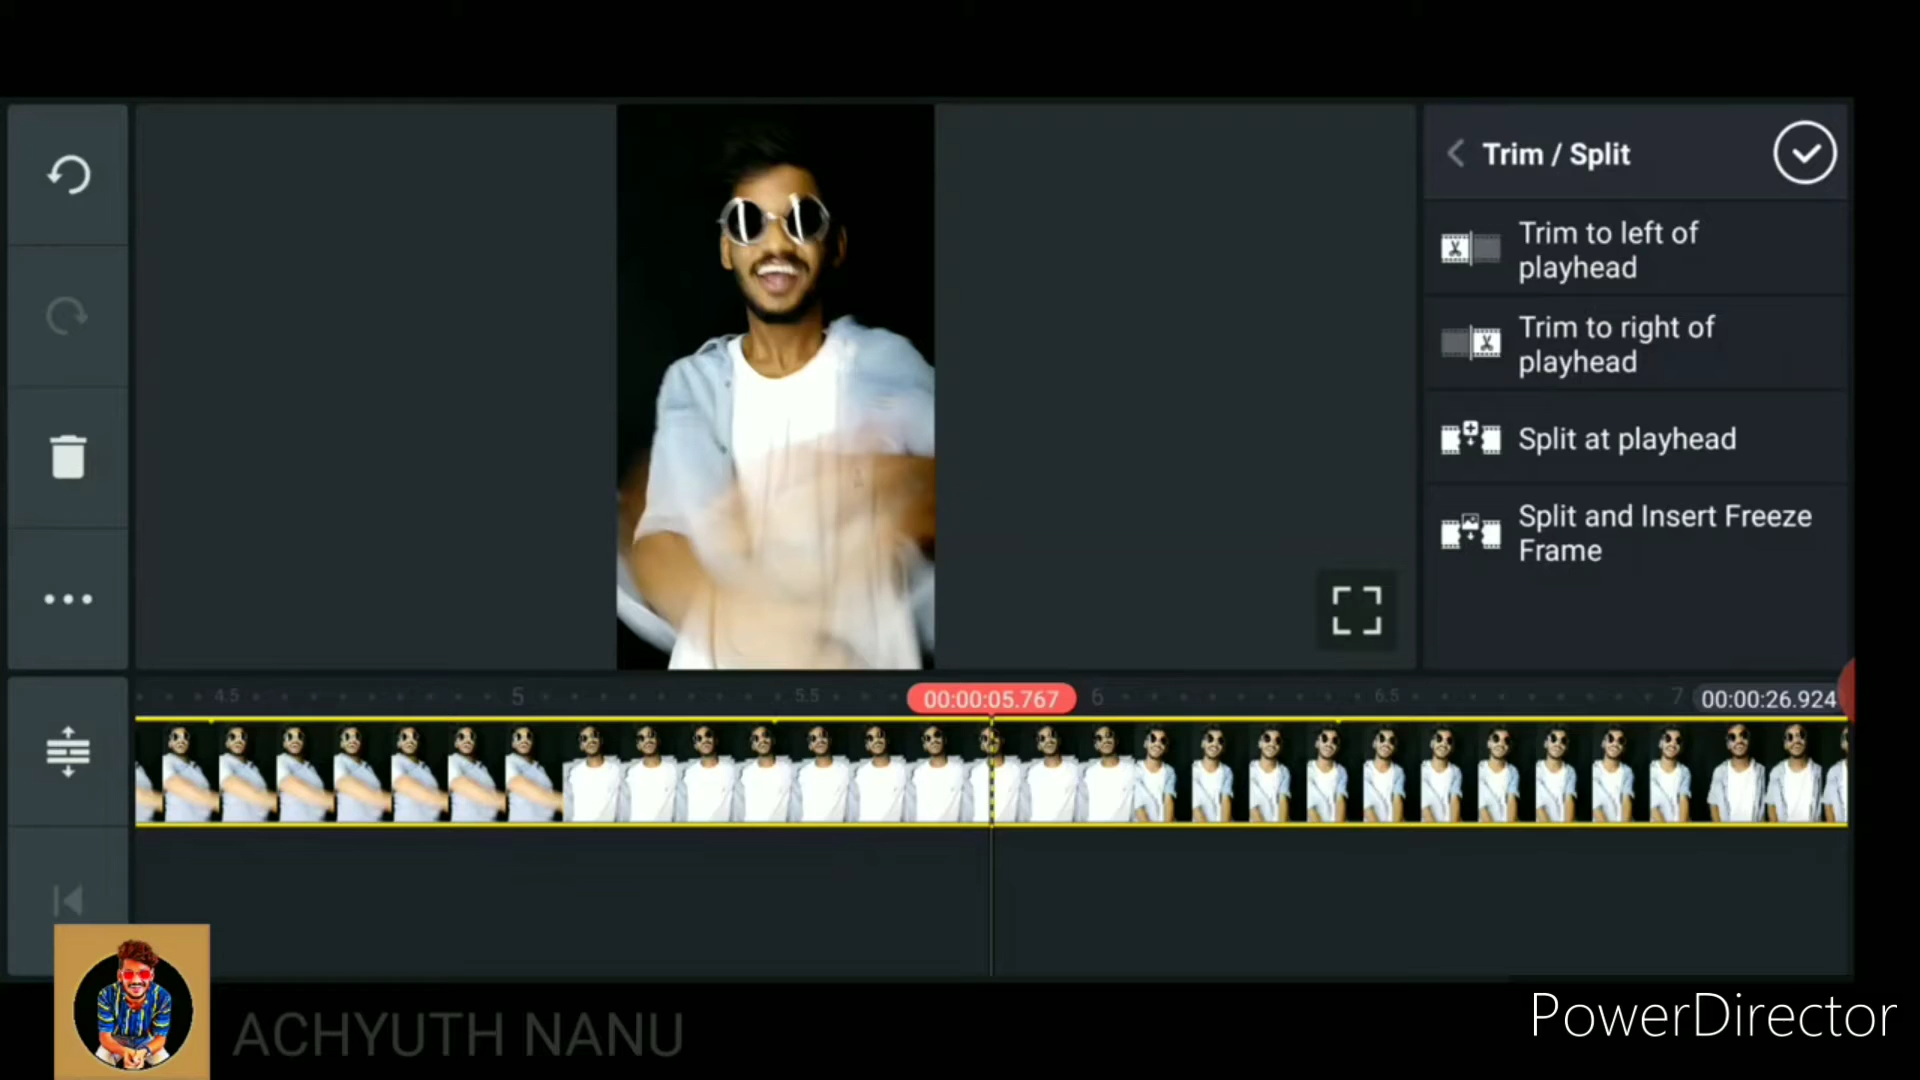 Trim / Split
Trim to left of
playhead
Trim to right of
playhead
Split at playhead
Split and Insert Freeze
Frame
4.5
5
5.5
00:00:05.767
6
6.5
7
00:00:26.924
ACHYUTH NANU
PowerDirector